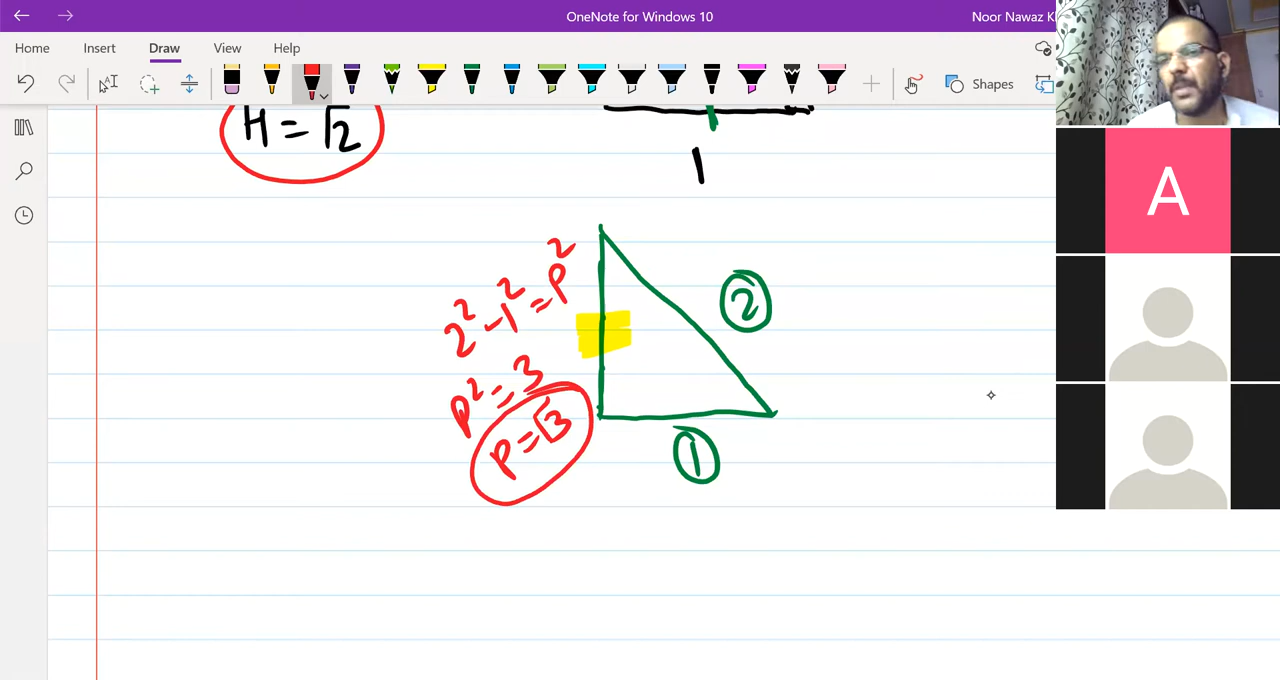 OneNote for Windows 10
Noor Nawaz K
Home Insert Draw View Help
Shapes
H = √2
1
2² - 1² = P²
P² = 3
P = √3
2
1
A